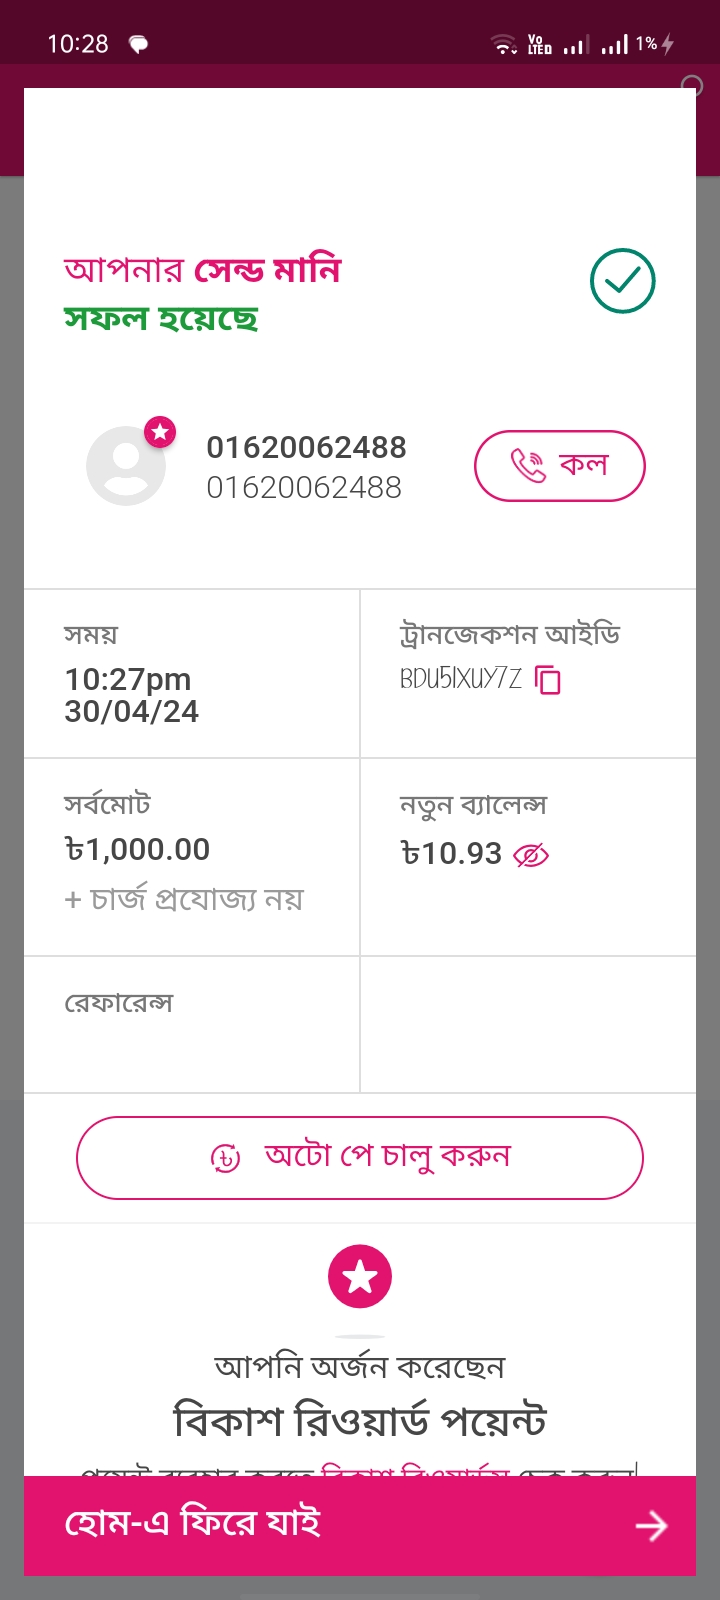 10:28
Vo LTED
1%
আপনার সেন্ড মানি
সফল হয়েছে
01620062488
01620062488
কল
সময়
10:27pm
30/04/24
ট্রানজেকশন আইডি
BDU5IXUY7Z
সর্বমোট
৳1,000.00
+ চার্জ প্রযোজ্য নয়
নতুন ব্যালেন্স
৳10.93
রেফারেন্স
অটো পে চালু করুন
আপনি অর্জন করেছেন
বিকাশ রিওয়ার্ড পয়েন্ট
হোম-এ ফিরে যাই